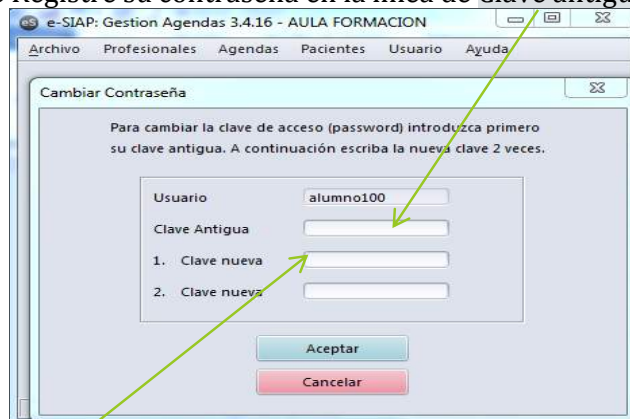 Registre su contraseña en la línea de Clave antigu
e-SIAP: Gestion Agendas 3.4.16 - AULA FORMACION
Archivo Profesionales Agendas Pacientes Usuario Ayuda
Cambiar Contraseña
Para cambiar la clave de acceso (password) introduzca primero
su clave antigua. A continuación escriba la nueva clave 2 veces.
Usuario alumno100
Clave Antigua
1. Clave nueva
2. Clave nueva
Aceptar
Cancelar